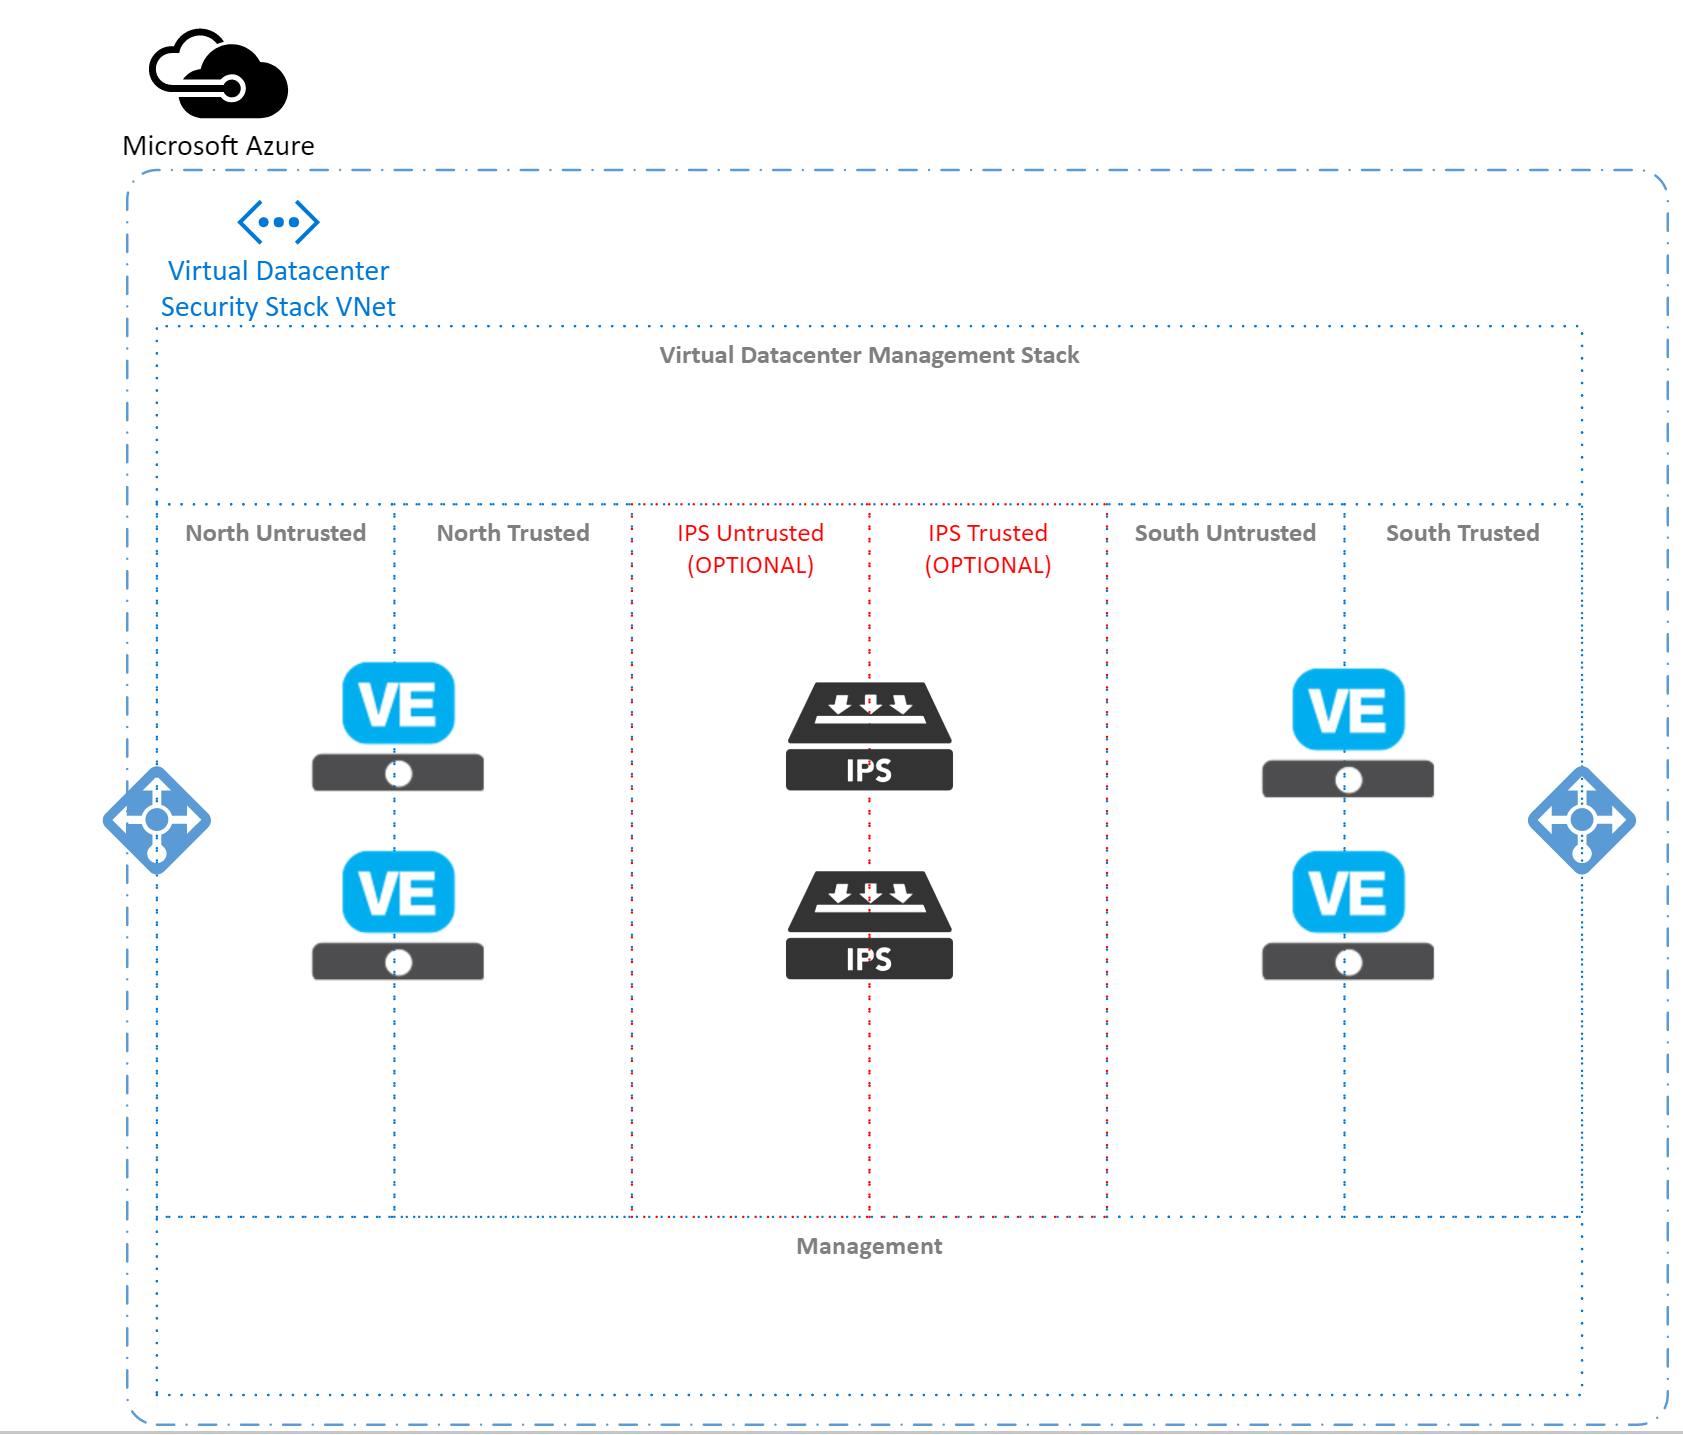 Microsoft Azure
Virtual Datacenter
Security Stack VNet
Virtual Datacenter Management Stack
North Untrusted
North Trusted
IPS Untrusted
(OPTIONAL)
IPS Trusted
(OPTIONAL)
South Untrusted
South Trusted
VE
IPS
VE
VE
IPS
VE
Management